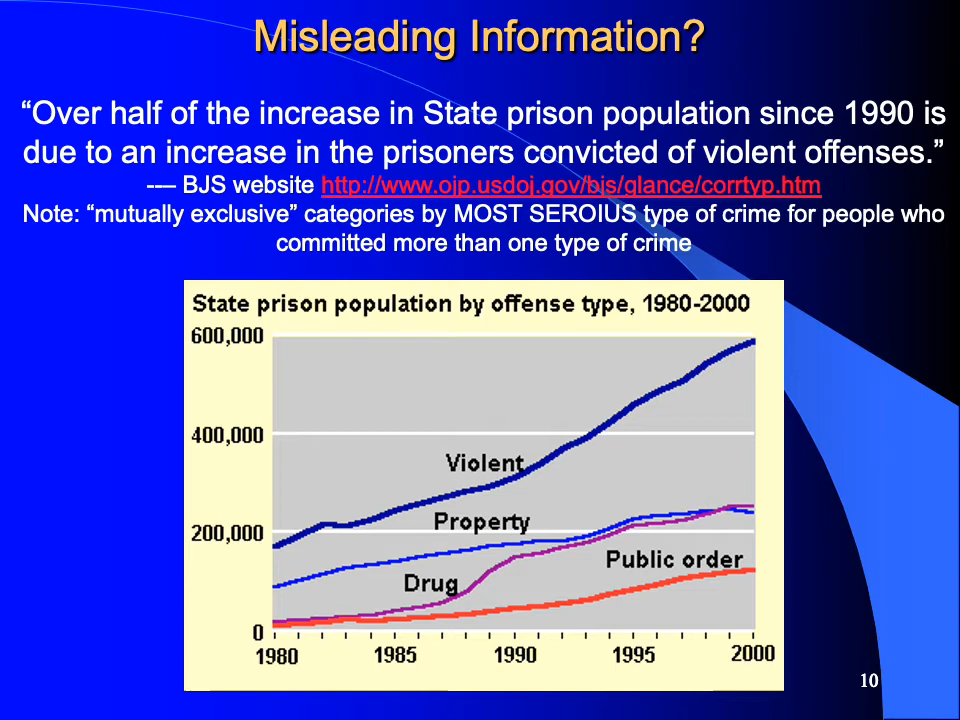 Misleading Information?
“Over half of the increase in State prison population since 1990 is
due to an increase in the prisoners convicted of violent offenses.”
--– BJS website http://www.ojp.usdoj.gov/bjs/glance/corrtyp.htm
Note: “mutually exclusive” categories by MOST SEROIUS type of crime for people who
committed more than one type of crime
State prison population by offense type, 1980-2000
600,000
400,000
Violent
Property
200,000
Public order
Drug
0
1980 1985 1990 1995 2000
10